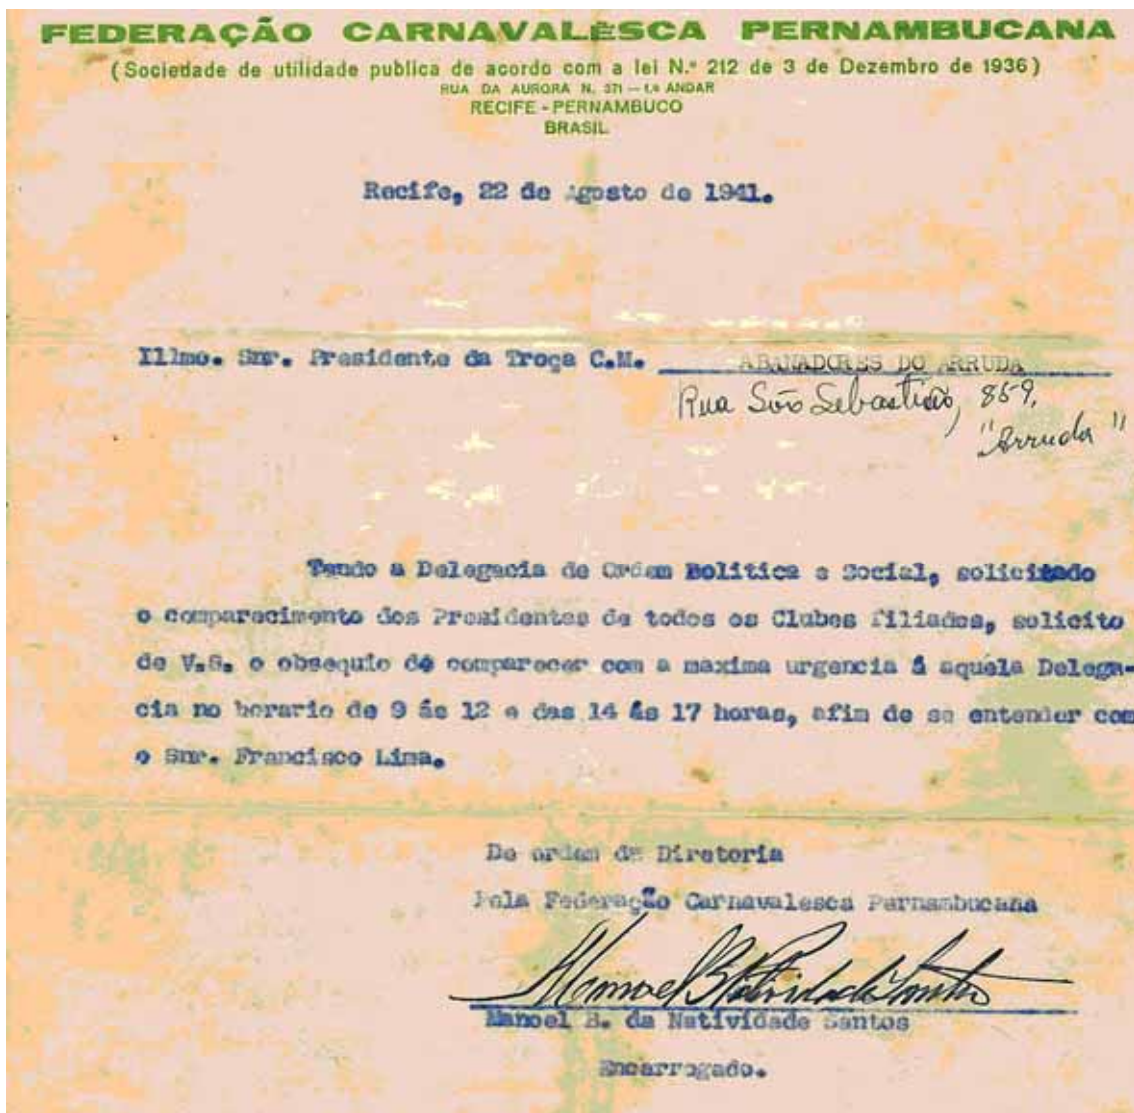 FEDERAÇÃO CARNAVALESCA PERNAMBUCANA
(Sociedade de utilidade publica de acordo com a lei N.º 212 de 3 de Dezembro de 1936)
RUA DA AURORA N. 371 — 1.º ANDAR
RECIFE - PERNAMBUCO
BRASIL
Recife, 22 de Agosto de 1941.
Illmo. Snr. Presidente da Troça C.M. ABANADORES DO ARRUDA
Rua São Sebastião, 859,
"Arruda"
Tendo a Delegacia de Ordem Politica e Social, solicitado
o comparecimento dos Presidentes de todos os Clubes filiados, solicito
de V.S. o obsequio de comparecer com a maxima urgencia á aquela Delega-
cia no horario de 9 ás 12 e das 14 ás 17 horas, afim de se entender com
o Snr. Francisco Lima.
De ordem da Diretoria
Pela Federação Carnavalesca Pernambucana
Manoel B. Natividade Santos
Manoel B. da Natividade Santos
Encarregado.